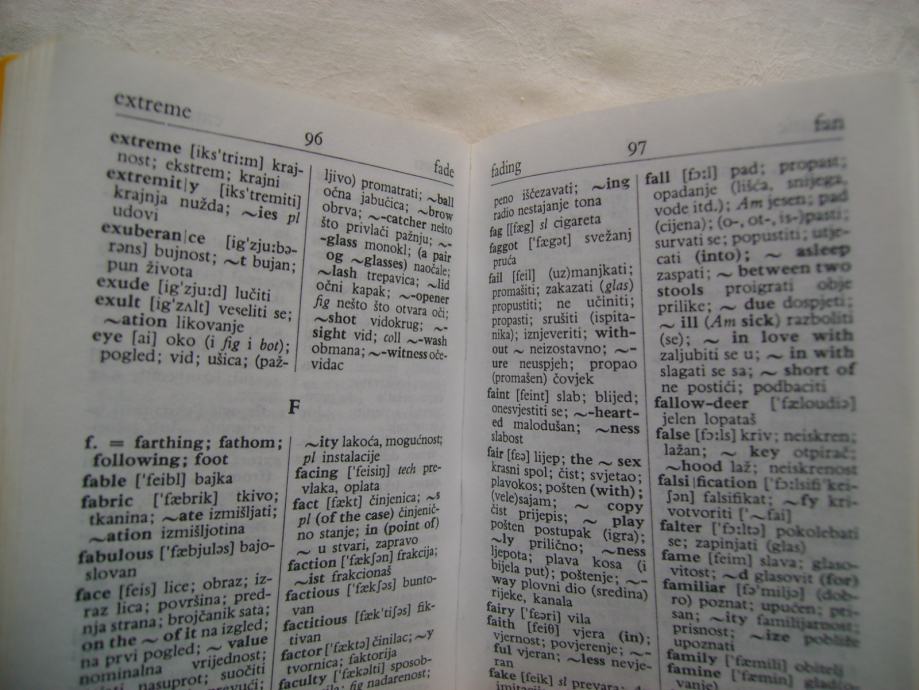 extreme
96
fade
extreme [iks'tri:m] kraj-
nost; ekstrem; krajni
extremit|y [iks'tremiti]
krajnja nužda; ~ies pl
udovi
exuberan|ce [ig'zju:bə-
rəns] bujnost; ~t bujan;
pun života
exude [ig'zju:d] lučiti
exult [ig'zʌlt] veseliti se;
~ation likovanje
eye [ai] oko (i fig i bot);
pogled; vid; ušica; (paž-
ljivo) promatrati; ~ball
očna jabučica; ~brow
obrva; ~-catcher nešto
što privlači pažnju; ~-
-glass monokl; (a pair
og ~glasses) naočale;
~lash trepavica; ~lid
očni kapak; ~-opener
fig nešto što otvara oči;
~shot vidokrug; ~-
sight vid; coll ~-wash
obmana; ~-witness oče-
vidac
F
f. = farthing; fathom;
following; foot
fable ['feibl] bajka
fabric ['fæbrik] tkivo;
tkanina; ~ate izmišljati;
~ation izmišljotina
fabulous ['fæbjuləs] bajo-
slovan
face [feis] lice; obraz; iz-
raz lica; površina; pred-
nja strana; brojčanik sata;
on the ~ of it na izgled;
na prvi pogled; ~ value
nominalna vrijednost;
nasuprot; suočiti
~ity lakoća, mogućnost;
pl instalacije
facing ['feisiŋ] tech pre-
vlaka, oplata
fact [fækt] činjenica; ~s
pl (of the case) činjenič-
no stanje; in (point of)
~ u stvari, zapravo
faction ['fækʃən] frakcija;
~ist frakcionaš
factious ['fækʃəs] bunto-
van
factitious [fæk'tiʃəs] fik-
tivan
factor ['fæktə] činilac; ~y
tvornica; faktorija
faculty ['fækəlti] sposob-
fig nadarenost;
fading
97
fan
peno iščezavati; ~ing
radio nestajanje tona
fag [[fæg] sl cigareta
faggot ['fægət] svežanj
pruća
fail [feil] (uz)manjkati;
promašiti; zakazati (glas)
propustiti; ne učiniti;
propasti; srušiti (ispita-
nika); iznjeveriti; with-
out ~ neizostavno; ~-
ure neuspjeh; propao
(promašen) čovjek
faint [feint] slab; blijed;
onesvjestiti se; ~-heart-
ed malodušan; ~ness
slabost
fair [feə] lijep; the ~ sex
krasni spol; čist; svjetao;
plavokos; pošten (with);
(vele)sajam; ~ copy
čist prijepis; ~ play
pošten postupak (igra);
~ly prilično; ~ness
ljepota; plava kosa (i
bijela put); poštenje; ~-
way plovni dio (sredina)
rijeke, kanala
fairy ['fɛəri] vila
faith [feiθ] vjera (in);
vjernost; povjerenje; ~-
ful vjeran; ~less nevje-
ran
fake [feik] sl prevara;
fall [fɔ:l] pad; propast;
opadanje (lišća, snijega,
vode itd.); Am jesen; pad
(cijena); (o-, ot-, is-)pasti;
survati se; popustiti; utje-
cati (into); ~ asleep
zaspati; ~ between two
stools proigrati obje
prilike; ~ due dospjeti;
~ ill (Am sick) razboliti
(se); ~ in love with
zaljubiti se u; ~ in with
slagati se sa; ~ short of
ne postići; podbaciti
fallow-deer ['fæloudiə]
jelen lopataš
false [fɔ:ls] kriv; neiskren;
lažan; ~ key otpirač;
~hood laž; neiskrenost
falsi|fication ['fɔ:lsifi'kei-
ʃən] falsifikat; ~fy kri-
votvoriti ['~fai]
falter ['fɔ:ltə] pokolebati
se; zapinjati (glas)
fame [feim] slava; glaso-
vitost; ~d glasovit (for)
familiar [fə'miljə] (dob-
ro) poznat; upućen; pri-
san; ~ity familijarnost;
prisnost; ~ize pobliže
upoznati
family ['fæmili] obitelj
famine ['fæmin]